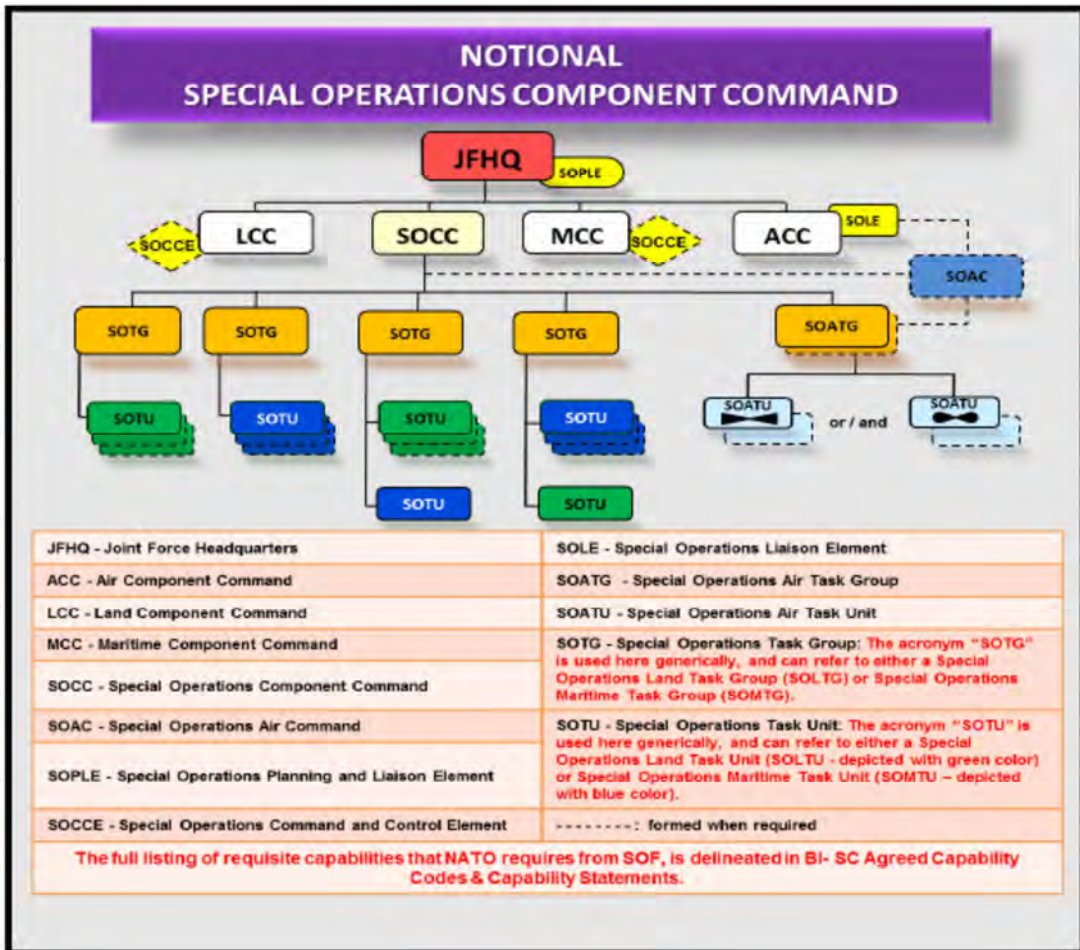 NOTIONAL
SPECIAL OPERATIONS COMPONENT COMMAND
JFHQ
SOPLE
SOCCE
LCC
SOCC
MCC
SOCCE
ACC
SOLE
SOAC
SOTG
SOTG
SOTG
SOTG
SOATG
SOTU
SOTU
SOTU
SOTU
SOATU
or / and
SOATU
SOTU
SOTU
JFHQ - Joint Force Headquarters
SOLE - Special Operations Liaison Element
ACC - Air Component Command
SOATG - Special Operations Air Task Group
LCC - Land Component Command
SOATU - Special Operations Air Task Unit
MCC - Maritime Component Command
SOCC - Special Operations Component Command
SOTG - Special Operations Task Group: The acronym "SOTG"
is used here generically, and can refer to either a Special
Operations Land Task Group (SOLTG) or Special Operations
Maritime Task Group (SOMTG).
SOAC - Special Operations Air Command
SOPLE - Special Operations Planning and Liaison Element
SOTU - Special Operations Task Unit: The acronym "SOTU" is
used here generically, and can refer to either a Special
Operations Land Task Unit (SOLTU - depicted with green color)
or Special Operations Maritime Task Unit (SOMTU – depicted
with blue color).
SOCCE - Special Operations Command and Control Element
--------: formed when required
The full listing of requisite capabilities that NATO requires from SOF, is delineated in Bi- SC Agreed Capability
Codes & Capability Statements.